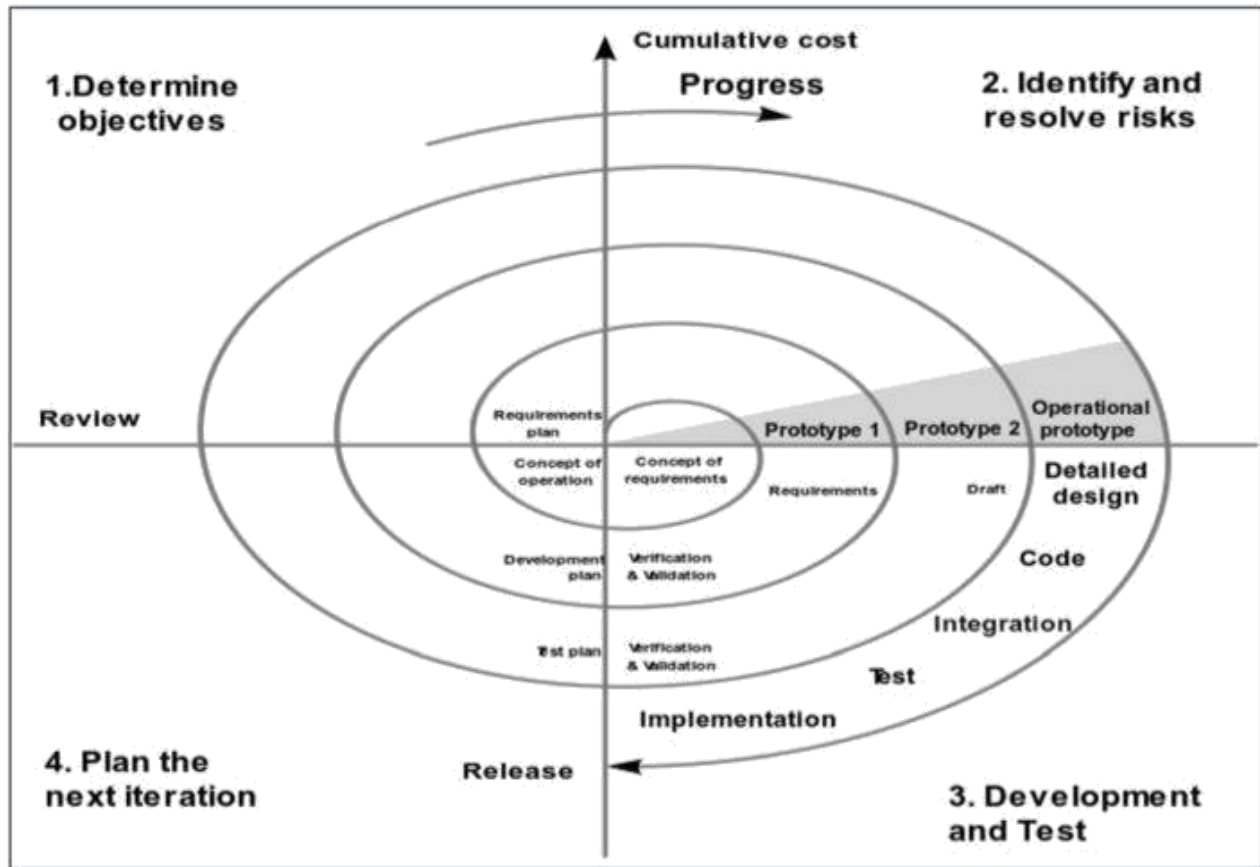 Cumulative cost
Progress
1.Determine
objectives
2. Identify and
resolve risks
Review
Requirements
plan
Prototype 1
Prototype 2
Operational
prototype
Concept of
operation
Concept of
requirements
Requirements
Draft
Detailed
design
Development
plan
Verification
& Validation
Code
Test plan
Verification
& Validation
Integration
Test
Implementation
4. Plan the
next iteration
Release
3. Development
and Test